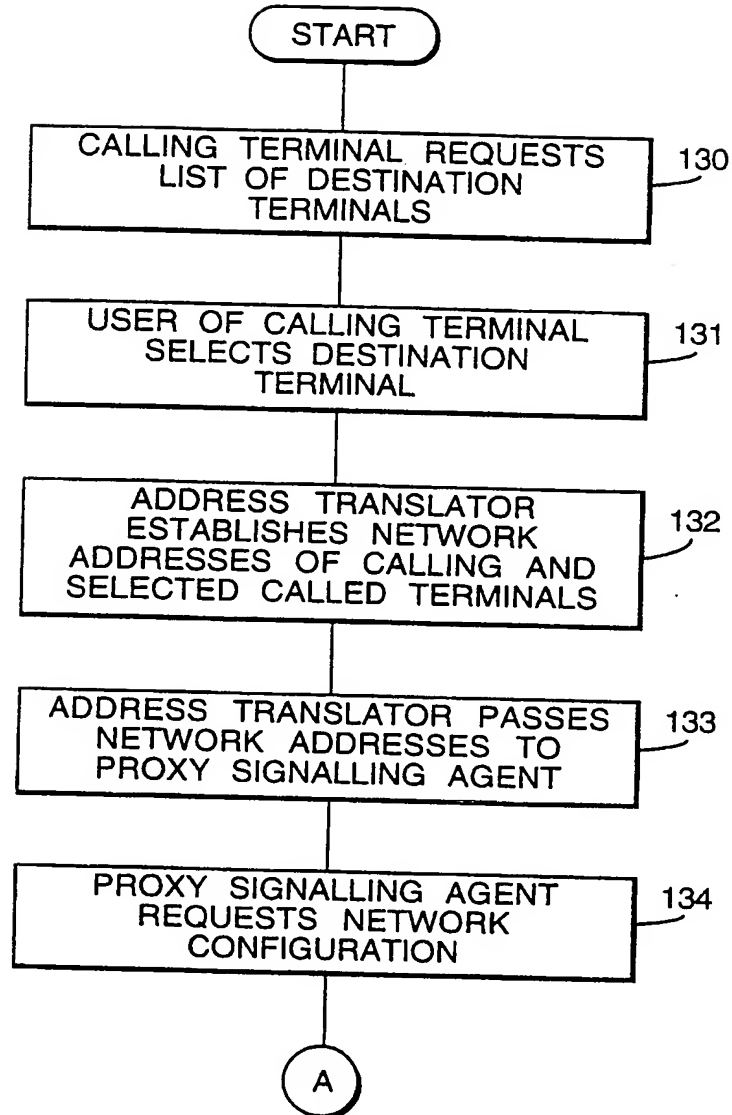 START
CALLING TERMINAL REQUESTS
LIST OF DESTINATION
TERMINALS
130
USER OF CALLING TERMINAL
SELECTS DESTINATION
TERMINAL
131
ADDRESS TRANSLATOR
ESTABLISHES NETWORK
ADDRESSES OF CALLING AND
SELECTED CALLED TERMINALS
132
ADDRESS TRANSLATOR PASSES
NETWORK ADDRESSES TO
PROXY SIGNALLING AGENT
133
PROXY SIGNALLING AGENT
REQUESTS NETWORK
CONFIGURATION
134
A